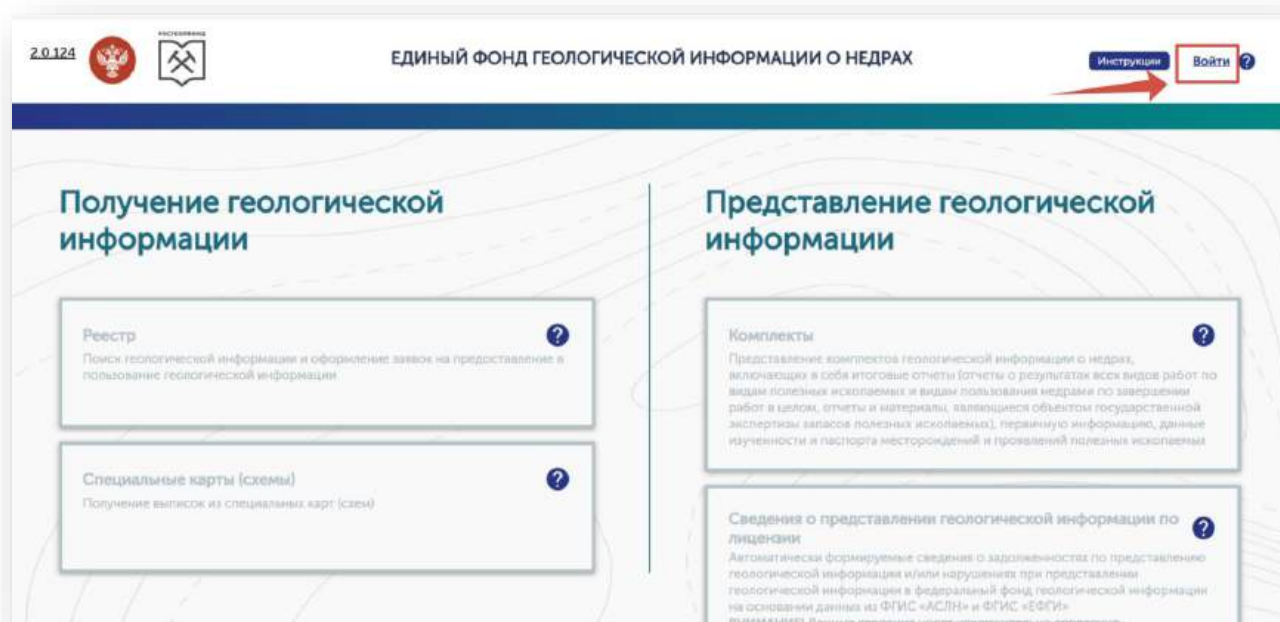 2.0.124
РОСГЕОЛФОНД
ЕДИНЫЙ ФОНД ГЕОЛОГИЧЕСКОЙ ИНФОРМАЦИИ О НЕДРАХ
Инструкции
Войти
?
Получение геологической
информации
Реестр
?
Поиск геологической информации и оформление заявок на предоставление в
пользование геологической информации
Специальные карты (схемы)
?
Получение выписок из специальных карт (схем)
Представление геологической
информации
Комплекты
?
Представление комплектов геологической информации о недрах,
включающих в себя итоговые отчеты (отчеты о результатах всех видов работ по
видам полезных ископаемых и видам пользования недрами по завершении
работ в целом, отчеты и материалы, являющиеся объектом государственной
экспертизы запасов полезных ископаемых), первичную информацию, данные
изученности и паспорта месторождений и проявлений полезных ископаемых
Сведения о представлении геологической информации по
лицензии
?
Автоматически формируемые сведения о задолженностях по представлению
геологической информации и/или нарушениях при представлении
геологической информации в федеральный фонд геологической информации
на основании данных из ФГИС «АСЛН» и ФГИС «ЕФГИ»
ВНИМАНИЕ! Данные сведения носят